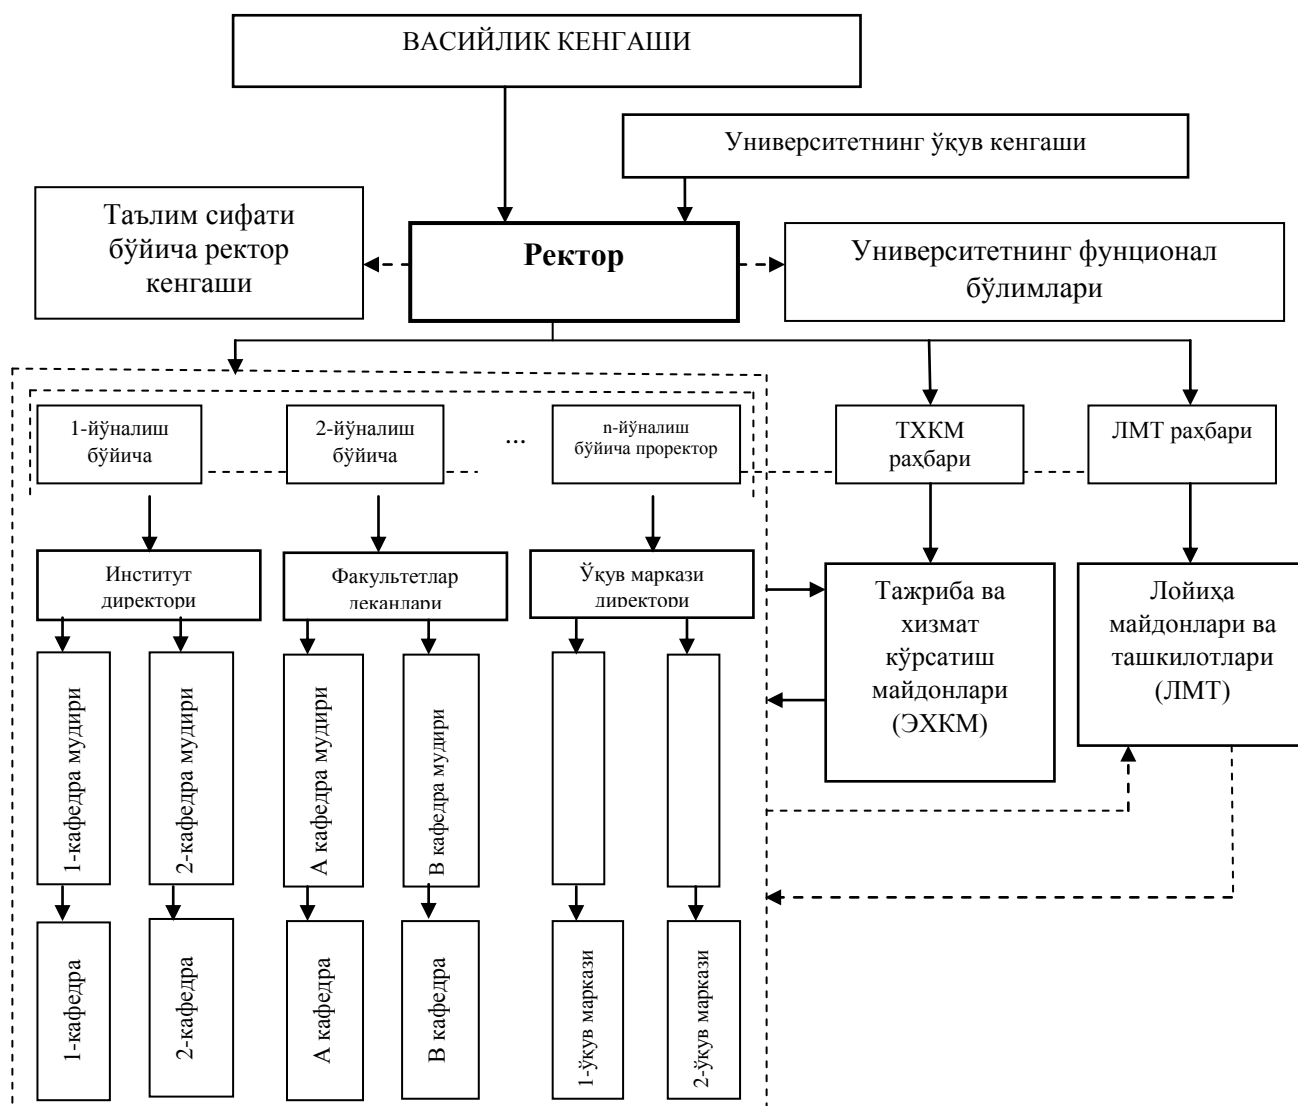 ВАСИЙЛИК КЕНГАШИ
Университетнинг ўқув кенгаши
Таълим сифати
бўйича ректор
кенгаши
Ректор
Университетнинг фунционал
бўлимлари
1-йўналиш
бўйича
2-йўналиш
бўйича
...
n-йўналиш
бўйича проректор
ТХКМ
раҳбари
ЛМТ раҳбари
Институт
директори
Факультетлар
деканлари
Ўқув маркази
директори
Тажриба ва
хизмат
кўрсатиш
майдонлари
(ЭХКМ)
Лойиҳа
майдонлари ва
ташкилотлари
(ЛМТ)
1-кафедра мудири
2-кафедра мудири
А кафедра мудири
В кафедра мудири
1-кафедра
2-кафедра
А кафедра
В кафедра
1-ўқув маркази
2-ўқув маркази